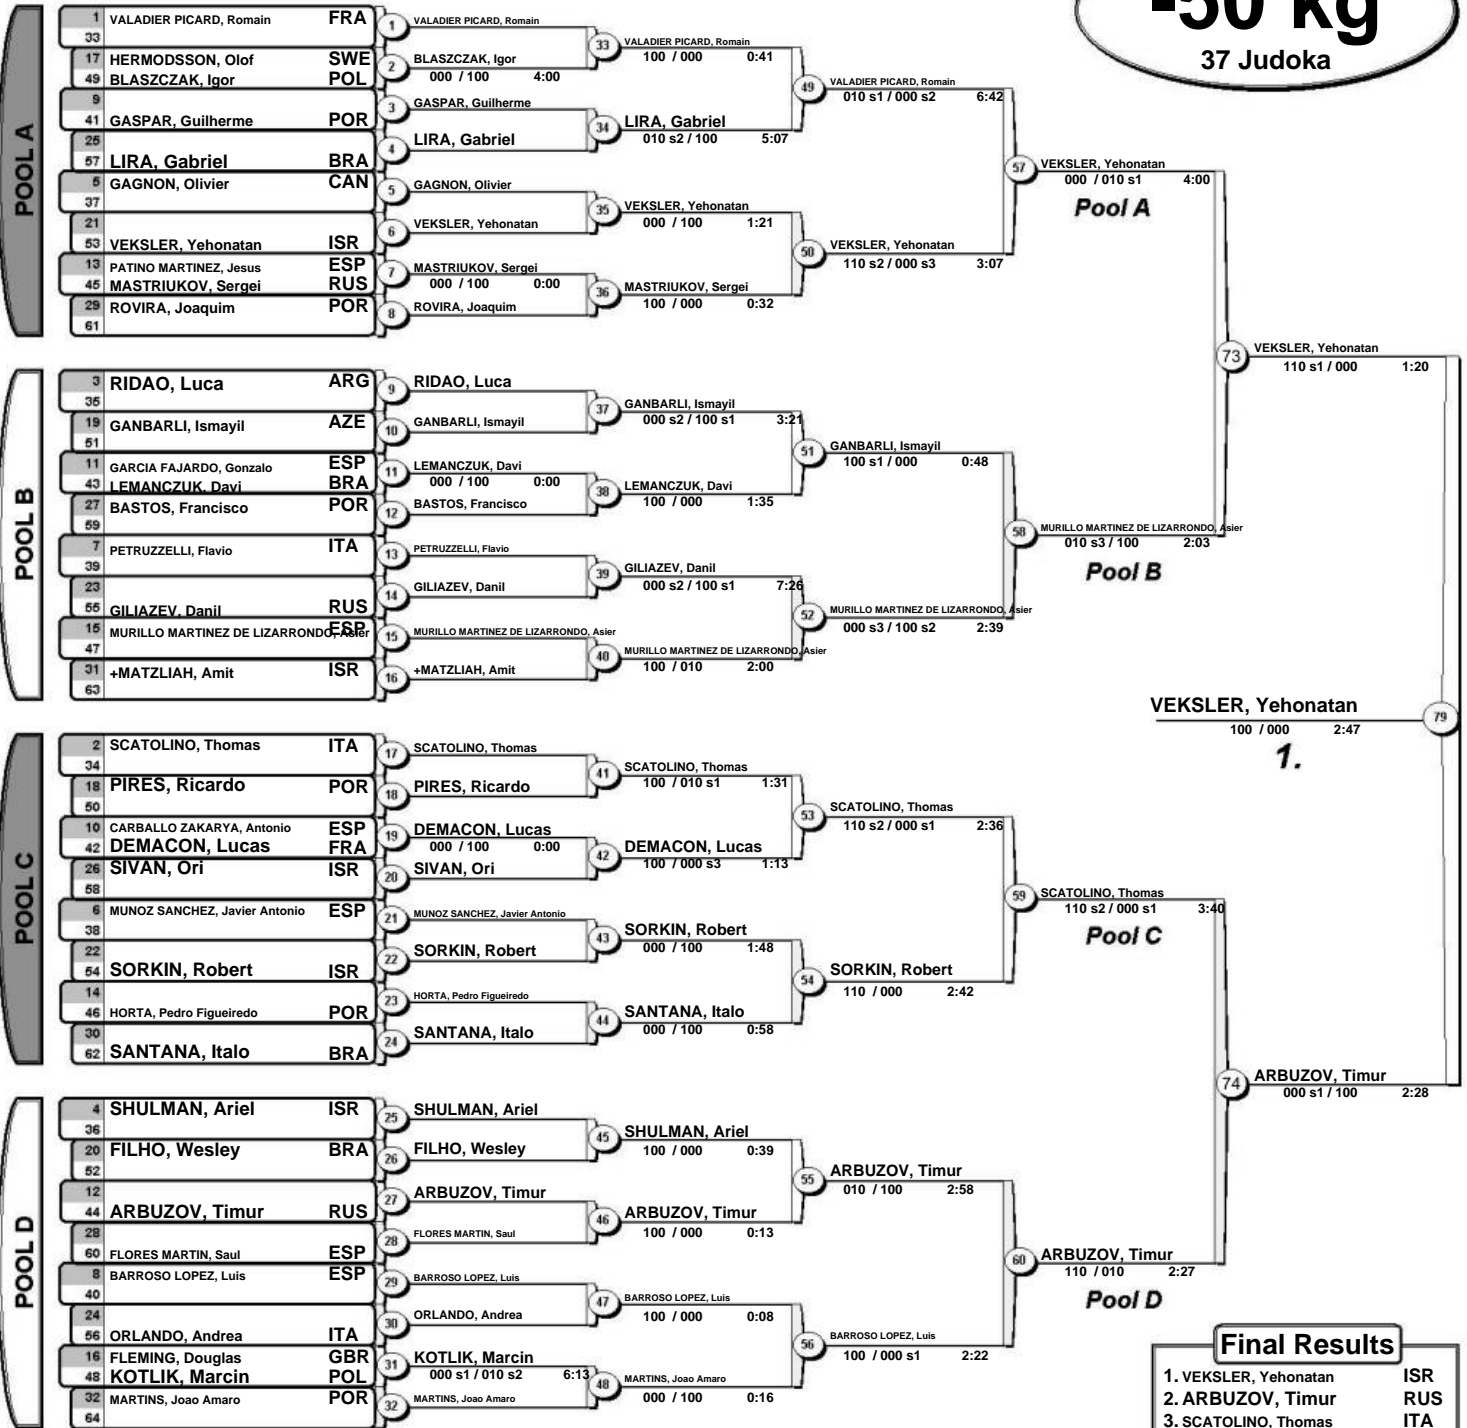 -50 kg
37 Judoka
POOL A
1 VALADIER PICARD, Romain FRA
33
17 HERMODSSON, Olof SWE
49 BLASZCZAK, Igor POL
9
41 GASPAR, Guilherme POR
25
57 LIRA, Gabriel BRA
5 GAGNON, Olivier CAN
37
21
53 VEKSLER, Yehonatan ISR
13 PATINO MARTINEZ, Jesus ESP
45 MASTRIUKOV, Sergei RUS
29 ROVIRA, Joaquim POR
61
1 VALADIER PICARD, Romain
2 BLASZCZAK, Igor
000 / 100 4:00
3 GASPAR, Guilherme
4 LIRA, Gabriel
5 GAGNON, Olivier
6 VEKSLER, Yehonatan
7 MASTRIUKOV, Sergei
000 / 100 0:00
8 ROVIRA, Joaquim
33 VALADIER PICARD, Romain
100 / 000 0:41
34 LIRA, Gabriel
010 s2 / 100 5:07
35 VEKSLER, Yehonatan
000 / 100 1:21
36 MASTRIUKOV, Sergei
100 / 000 0:32
49 VALADIER PICARD, Romain
010 s1 / 000 s2 6:42
50 VEKSLER, Yehonatan
110 s2 / 000 s3 3:07
57 VEKSLER, Yehonatan
000 / 010 s1 4:00
Pool A
POOL B
3 RIDAO, Luca ARG
35
19 GANBARLI, Ismayil AZE
51
11 GARCIA FAJARDO, Gonzalo ESP
43 LEMANCZUK, Davi BRA
27 BASTOS, Francisco POR
59
7 PETRUZZELLI, Flavio ITA
39
23
55 GILIAZEV, Danil RUS
15 MURILLO MARTINEZ DE LIZARRONDO, Asier ESP
47
31 +MATZLIAH, Amit ISR
63
9 RIDAO, Luca
10 GANBARLI, Ismayil
11 LEMANCZUK, Davi
000 / 100 0:00
12 BASTOS, Francisco
13 PETRUZZELLI, Flavio
14 GILIAZEV, Danil
15 MURILLO MARTINEZ DE LIZARRONDO, Asier
16 +MATZLIAH, Amit
37 GANBARLI, Ismayil
000 s2 / 100 s1 3:21
38 LEMANCZUK, Davi
100 / 000 1:35
39 GILIAZEV, Danil
000 s2 / 100 s1 7:26
40 MURILLO MARTINEZ DE LIZARRONDO, Asier
100 / 010 2:00
51 GANBARLI, Ismayil
100 s1 / 000 0:48
52 MURILLO MARTINEZ DE LIZARRONDO, Asier
000 s3 / 100 s2 2:39
58 MURILLO MARTINEZ DE LIZARRONDO, Asier
010 s3 / 100 2:03
Pool B
73 VEKSLER, Yehonatan
110 s1 / 000 1:20
VEKSLER, Yehonatan 79
100 / 000 2:47
1.
POOL C
2 SCATOLINO, Thomas ITA
34
18 PIRES, Ricardo POR
50
10 CARBALLO ZAKARYA, Antonio ESP
42 DEMACON, Lucas FRA
26 SIVAN, Ori ISR
58
6 MUNOZ SANCHEZ, Javier Antonio ESP
38
22
54 SORKIN, Robert ISR
14
46 HORTA, Pedro Figueiredo POR
30
62 SANTANA, Italo BRA
17 SCATOLINO, Thomas
18 PIRES, Ricardo
19 DEMACON, Lucas
000 / 100 0:00
20 SIVAN, Ori
21 MUNOZ SANCHEZ, Javier Antonio
22 SORKIN, Robert
23 HORTA, Pedro Figueiredo
24 SANTANA, Italo
41 SCATOLINO, Thomas
100 / 010 s1 1:31
42 DEMACON, Lucas
100 / 000 s3 1:13
43 SORKIN, Robert
000 / 100 1:48
44 SANTANA, Italo
000 / 100 0:58
53 SCATOLINO, Thomas
110 s2 / 000 s1 2:36
54 SORKIN, Robert
110 / 000 2:42
59 SCATOLINO, Thomas
110 s2 / 000 s1 3:40
Pool C
POOL D
4 SHULMAN, Ariel ISR
36
20 FILHO, Wesley BRA
52
12
44 ARBUZOV, Timur RUS
28
60 FLORES MARTIN, Saul ESP
8 BARROSO LOPEZ, Luis ESP
40
24
56 ORLANDO, Andrea ITA
16 FLEMING, Douglas GBR
48 KOTLIK, Marcin POL
32 MARTINS, Joao Amaro POR
64
25 SHULMAN, Ariel
26 FILHO, Wesley
27 ARBUZOV, Timur
28 FLORES MARTIN, Saul
29 BARROSO LOPEZ, Luis
30 ORLANDO, Andrea
31 KOTLIK, Marcin
000 s1 / 010 s2 6:13
32 MARTINS, Joao Amaro
45 SHULMAN, Ariel
100 / 000 0:39
46 ARBUZOV, Timur
100 / 000 0:13
47 BARROSO LOPEZ, Luis
100 / 000 0:08
48 MARTINS, Joao Amaro
000 / 100 0:16
55 ARBUZOV, Timur
010 / 100 2:58
56 BARROSO LOPEZ, Luis
100 / 000 s1 2:22
60 ARBUZOV, Timur
110 / 010 2:27
Pool D
74 ARBUZOV, Timur
000 s1 / 100 2:28
Final Results
1. VEKSLER, Yehonatan ISR
2. ARBUZOV, Timur RUS
3. SCATOLINO, Thomas ITA